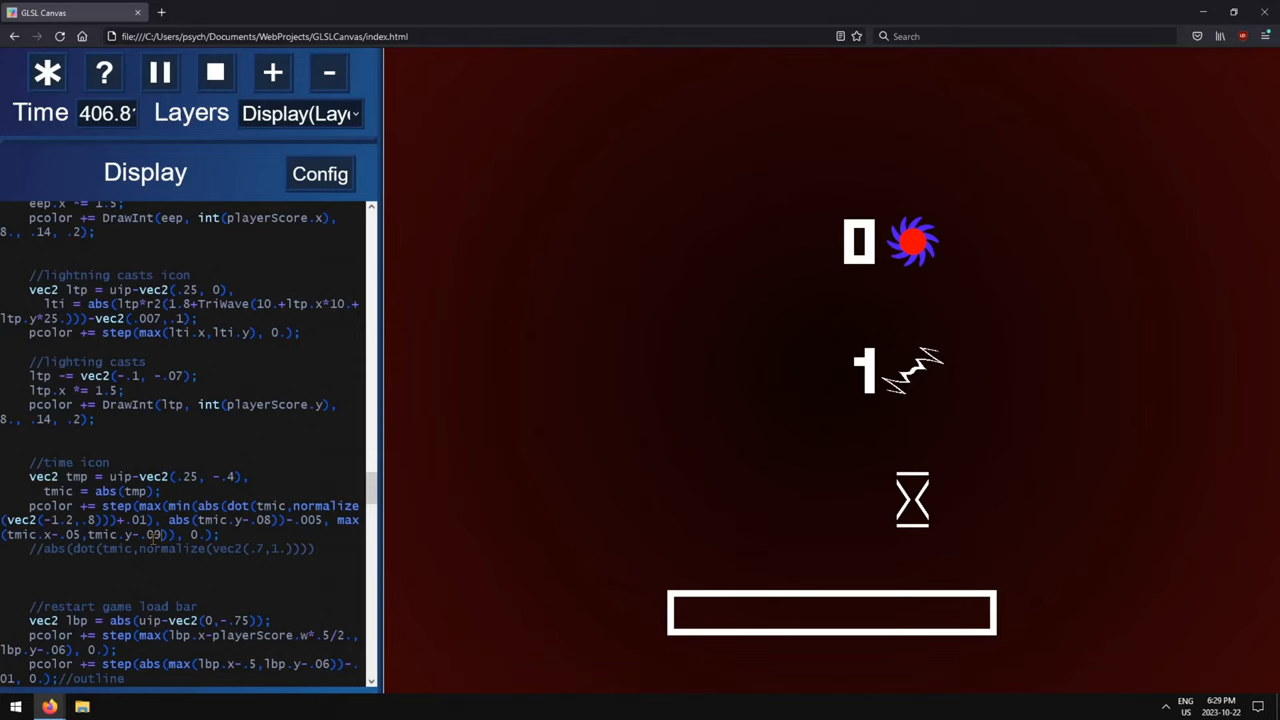 GLSL Canvas
file:///C:/Users/psych/Documents/WebProjects/GLSLCanvas/index.html
Search
* ? + -
Time 406.8 Layers Display(Laye
Display Config
eep.x *= 1.5;
pcolor += DrawInt(eep, int(playerScore.x),
8., .14, .2);
//lightning casts icon
vec2 ltp = uip-vec2(.25, 0),
lti = abs(ltp*r2(1.8+TriWave(10.+ltp.x*10.+
ltp.y*25.)))-vec2(.007,.1);
pcolor += step(max(lti.x,lti.y), 0.);
//lighting casts
ltp -= vec2(-.1, -.07);
ltp.x *= 1.5;
pcolor += DrawInt(ltp, int(playerScore.y),
8., .14, .2);
//time icon
vec2 tmp = uip-vec2(.25, -.4),
tmic = abs(tmp);
pcolor += step(max(min(abs(dot(tmic,normalize
(vec2(-1.2,.8)))+.01), abs(tmic.y-.08))-.005, max
(tmic.x-.05,tmic.y-.09)), 0.);
//abs(dot(tmic,normalize(vec2(.7,1.))))
//restart game load bar
vec2 lbp = abs(uip-vec2(0,-.75));
pcolor += step(max(lbp.x-playerScore.w*.5/2.,
lbp.y-.06), 0.);
pcolor += step(abs(max(lbp.x-.5,lbp.y-.06))-.
01, 0.);//outline
0
1
ENG
US
6:29 PM
2023-10-22